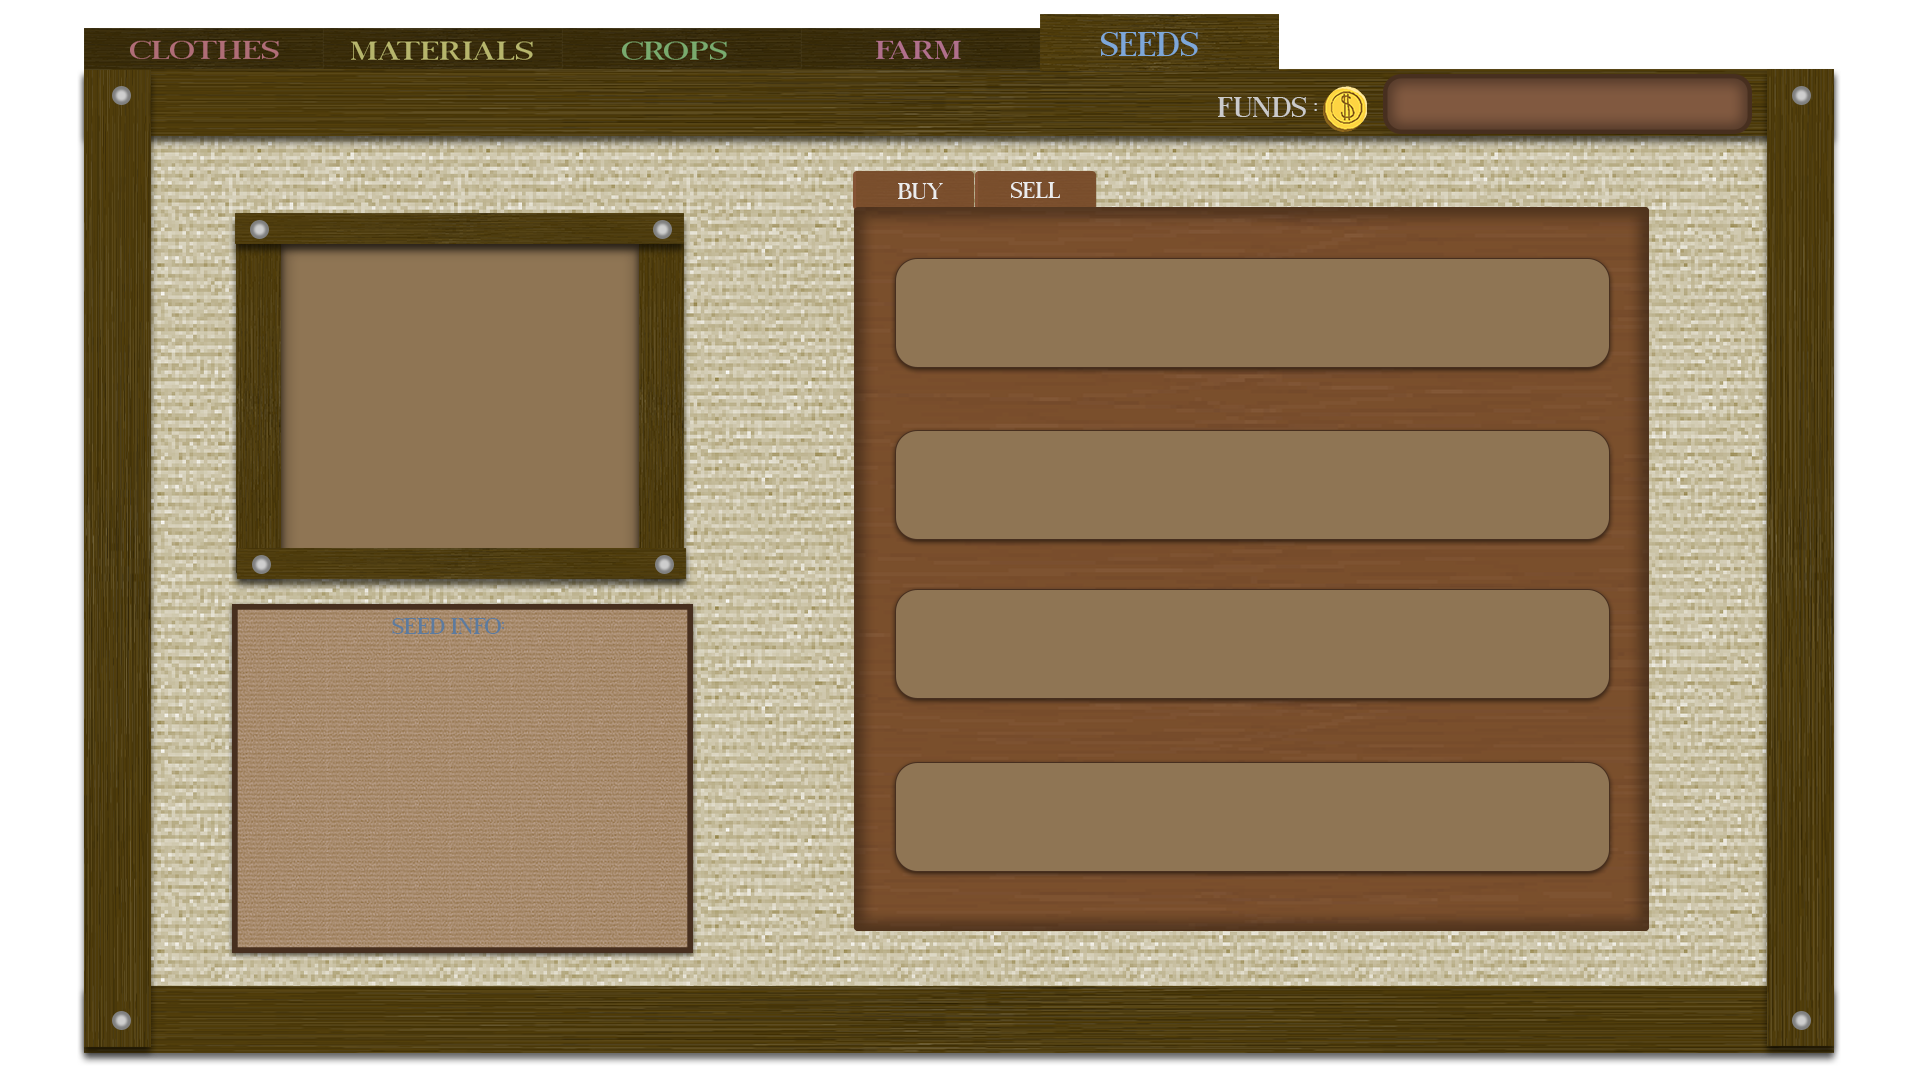 CLOTHES
MATERIALS
CROPS
FARM
SEEDS
FUNDS : $
BUY
SELL
SEED INFO: